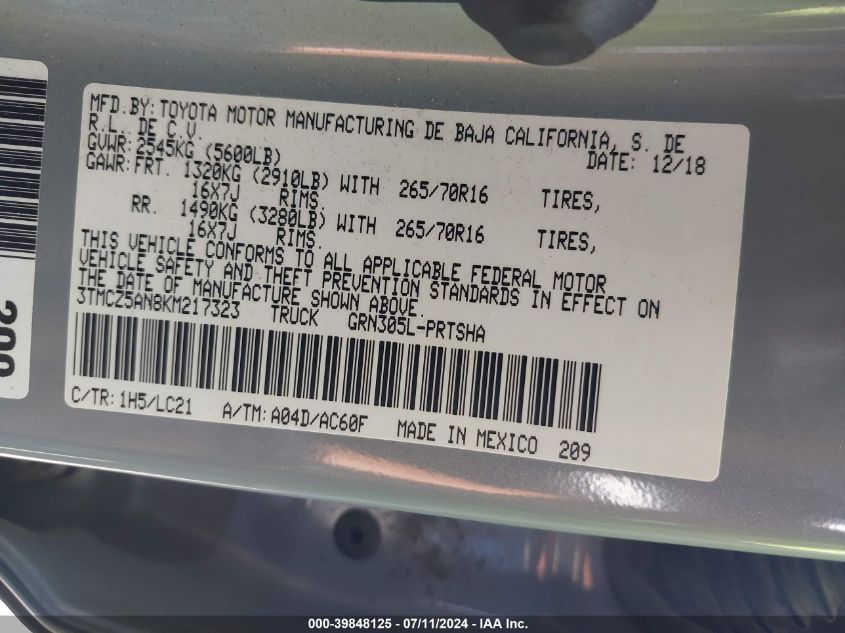 MFD.BY:TOYOTA MOTOR MANUFACTURING DE BAJA CALIFORNIA, S. DE
R.L. DE C.V. DATE: 12/18
GVWR:2545KG (5600LB)
GAWR:FRT. 1320KG (2910LB) WITH 265/70R16 TIRES,
16X7J RIMS.
RR. 1490KG (3280LB) WITH 265/70R16 TIRES,
16X7J RIMS.
THIS VEHICLE CONFORMS TO ALL APPLICABLE FEDERAL MOTOR
VEHICLE SAFETY AND THEFT PREVENTION STANDARDS IN EFFECT ON
THE DATE OF MANUFACTURE SHOWN ABOVE.
3TMCZ5AN8KM217323 TRUCK GRN305L-PRTSHA
C/TR:1H5/LC21 A/TM:A04D/AC60F MADE IN MEXICO 209
000-39848125 - 07/11/2024 - IAA Inc.